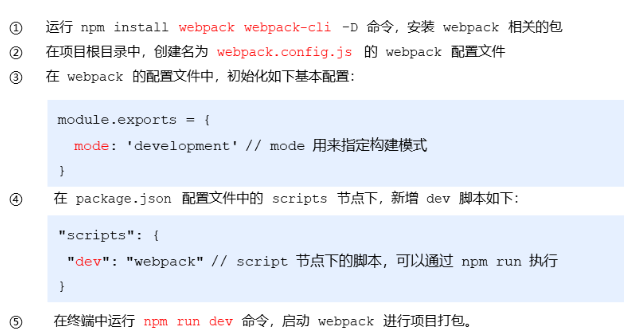 ① 运行 npm install webpack webpack-cli -D 命令，安装 webpack 相关的包
② 在项目根目录中，创建名为 webpack.config.js 的 webpack 配置文件
③ 在 webpack 的配置文件中，初始化如下基本配置：
module.exports = {
mode: 'development' // mode 用来指定构建模式
}
④ 在 package.json 配置文件中的 scripts 节点下，新增 dev 脚本如下：
"scripts": {
"dev": "webpack" // script 节点下的脚本，可以通过 npm run 执行
}
⑤ 在终端中运行 npm run dev 命令，启动 webpack 进行项目打包。